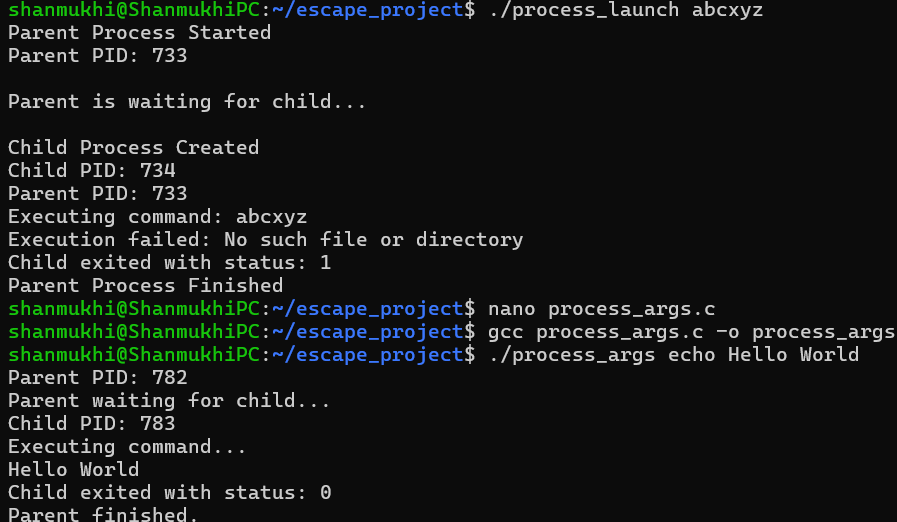 shanmukhi@ShanmukhiPC:~/escape_project$ ./process_launch abcxyz
Parent Process Started
Parent PID: 733
Parent is waiting for child...
Child Process Created
Child PID: 734
Parent PID: 733
Executing command: abcxyz
Execution failed: No such file or directory
Child exited with status: 1
Parent Process Finished
shanmukhi@ShanmukhiPC:~/escape_project$ nano process_args.c
shanmukhi@ShanmukhiPC:~/escape_project$ gcc process_args.c -o process_args
shanmukhi@ShanmukhiPC:~/escape_project$ ./process_args echo Hello World
Parent PID: 782
Parent waiting for child...
Child PID: 783
Executing command...
Hello World
Child exited with status: 0
Parent finished.